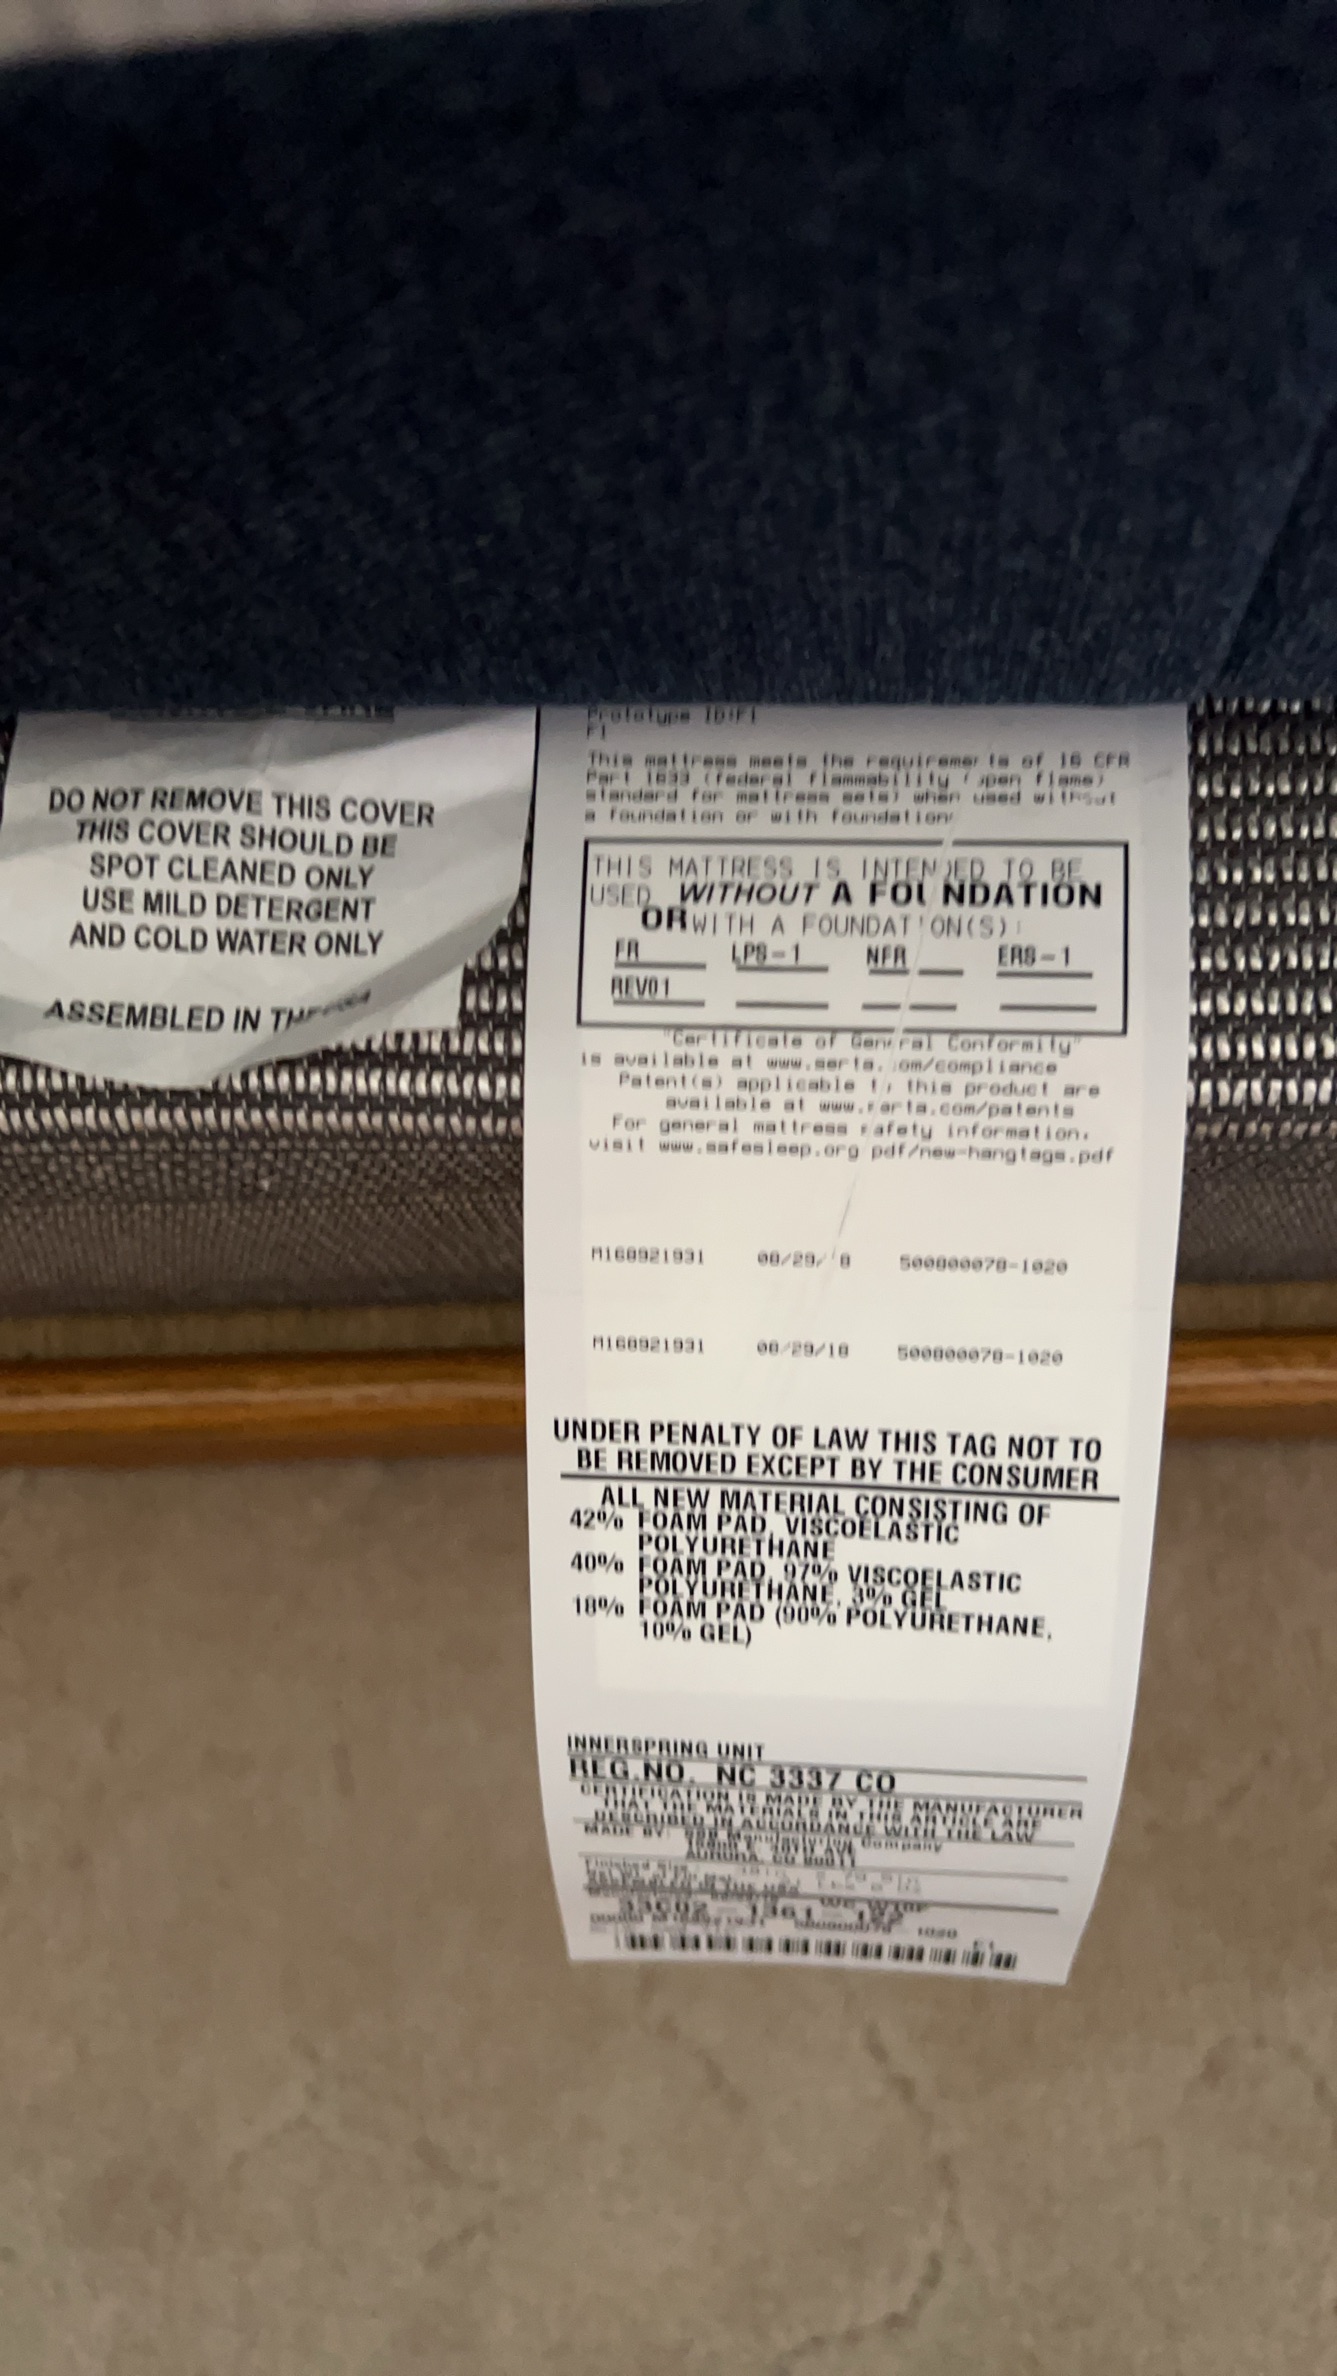 DO NOT REMOVE THIS COVER
THIS COVER SHOULD BE
SPOT CLEANED ONLY
USE MILD DETERGENT
AND COLD WATER ONLY
ASSEMBLED IN THE
Prototype ID:F1
F1
This mattress meets the requirements of 16 CFR
Part 1633 (federal flammability (open flame)
standard for mattress sets) when used without
a foundation or with foundation
THIS MATTRESS IS INTENDED TO BE
USED WITHOUT A FOUNDATION
OR WITH A FOUNDATION(S):
FR LPS-1 NFR ERS-1
REV01
"Certificate of General Conformity"
is available at www.serta.com/compliance
Patent(s) applicable to this product are
available at www.serta.com/patents
For general mattress safety information,
visit www.safesleep.org pdf/new-hangtags.pdf
M168921931 08/29/18 500800078-1020
M168921931 08/29/18 500800078-1020
UNDER PENALTY OF LAW THIS TAG NOT TO
BE REMOVED EXCEPT BY THE CONSUMER
ALL NEW MATERIAL CONSISTING OF
42% FOAM PAD, VISCOELASTIC
POLYURETHANE
40% FOAM PAD, 97% VISCOELASTIC
POLYURETHANE, 3% GEL
18% FOAM PAD (90% POLYURETHANE,
10% GEL)
INNERSPRING UNIT
REG.NO. NC 3337 CO
CERTIFICATION IS MADE BY THE MANUFACTURER
THAT THE MATERIALS IN THIS ARTICLE ARE
DESCRIBED IN ACCORDANCE WITH THE LAW
MADE BY: Manufacturing Company
AURORA, CO 80011
Finished Size
1020